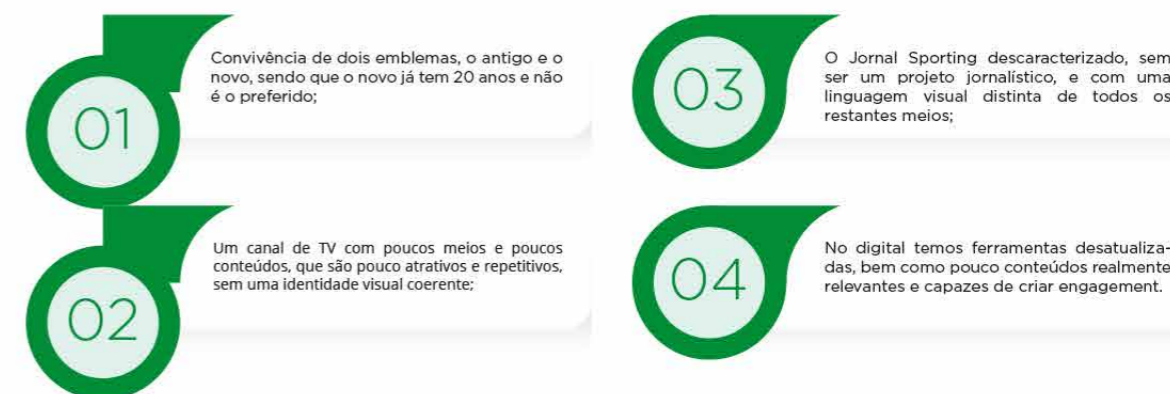 01
Convivência de dois emblemas, o antigo e o
novo, sendo que o novo já tem 20 anos e não
é o preferido;
02
Um canal de TV com poucos meios e poucos
conteúdos, que são pouco atrativos e repetitivos,
sem uma identidade visual coerente;
03
O Jornal Sporting descaracterizado, sem
ser um projeto jornalístico, e com uma
linguagem visual distinta de todos os
restantes meios;
04
No digital temos ferramentas desatualiza-
das, bem como pouco conteúdos realmente
relevantes e capazes de criar engagement.